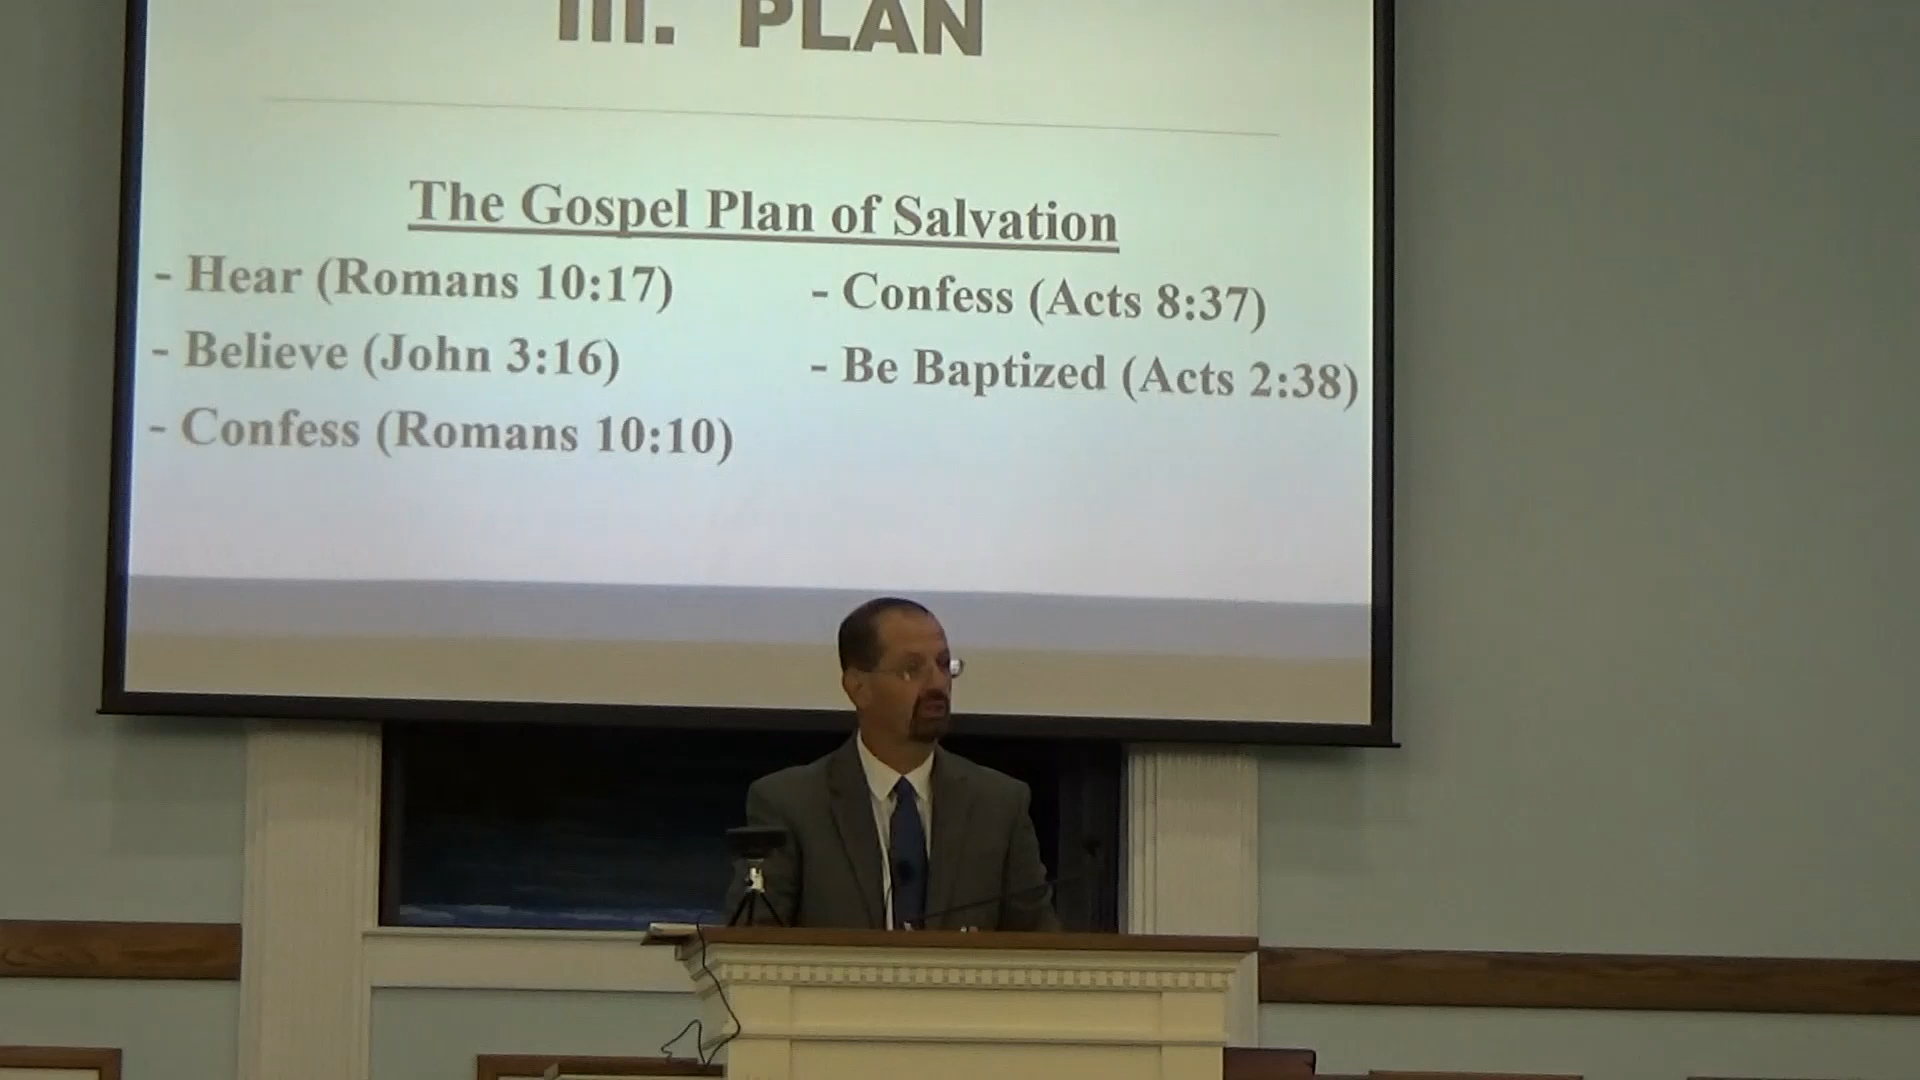 III. PLAN
The Gospel Plan of Salvation
- Hear (Romans 10:17)
- Believe (John 3:16)
- Confess (Romans 10:10)
- Confess (Acts 8:37)
- Be Baptized (Acts 2:38)